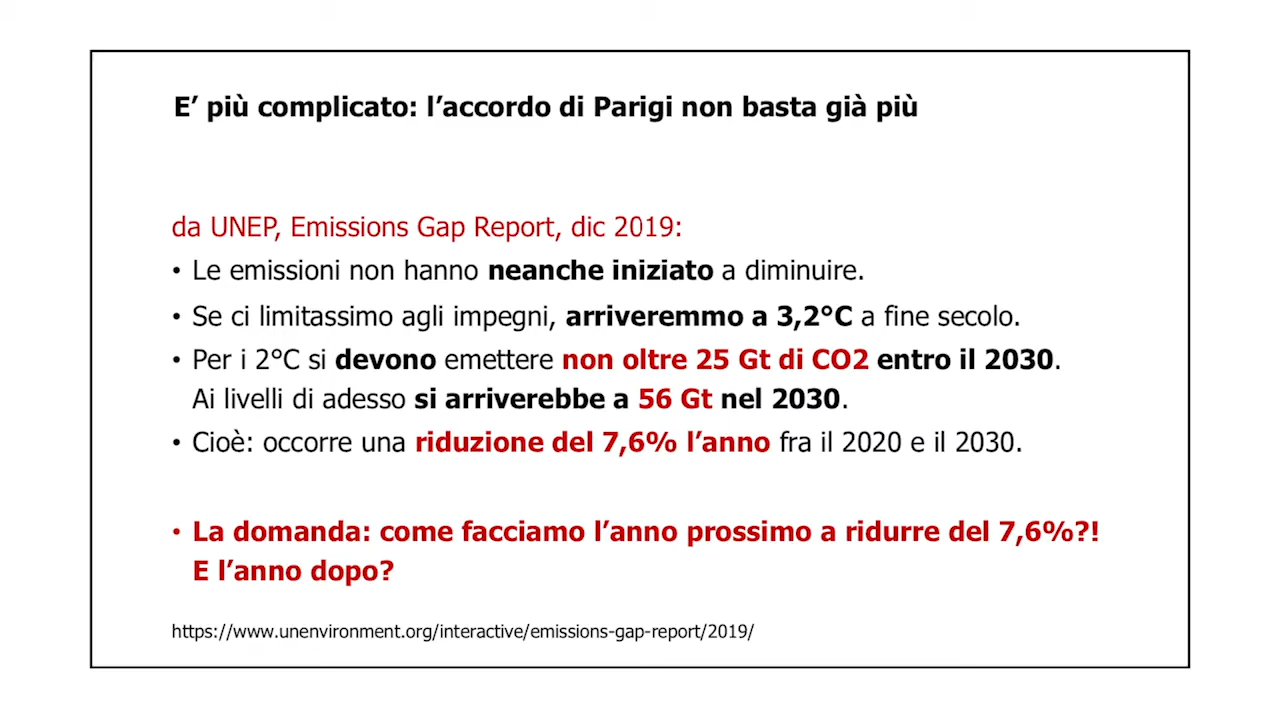 E’ più complicato: l’accordo di Parigi non basta già più
da UNEP, Emissions Gap Report, dic 2019:
• Le emissioni non hanno neanche iniziato a diminuire.
• Se ci limitassimo agli impegni, arriveremmo a 3,2°C a fine secolo.
• Per i 2°C si devono emettere non oltre 25 Gt di CO2 entro il 2030.
Ai livelli di adesso si arriverebbe a 56 Gt nel 2030.
• Cioè: occorre una riduzione del 7,6% l’anno fra il 2020 e il 2030.
• La domanda: come facciamo l’anno prossimo a ridurre del 7,6%?!
E l’anno dopo?
https://www.unenvironment.org/interactive/emissions-gap-report/2019/